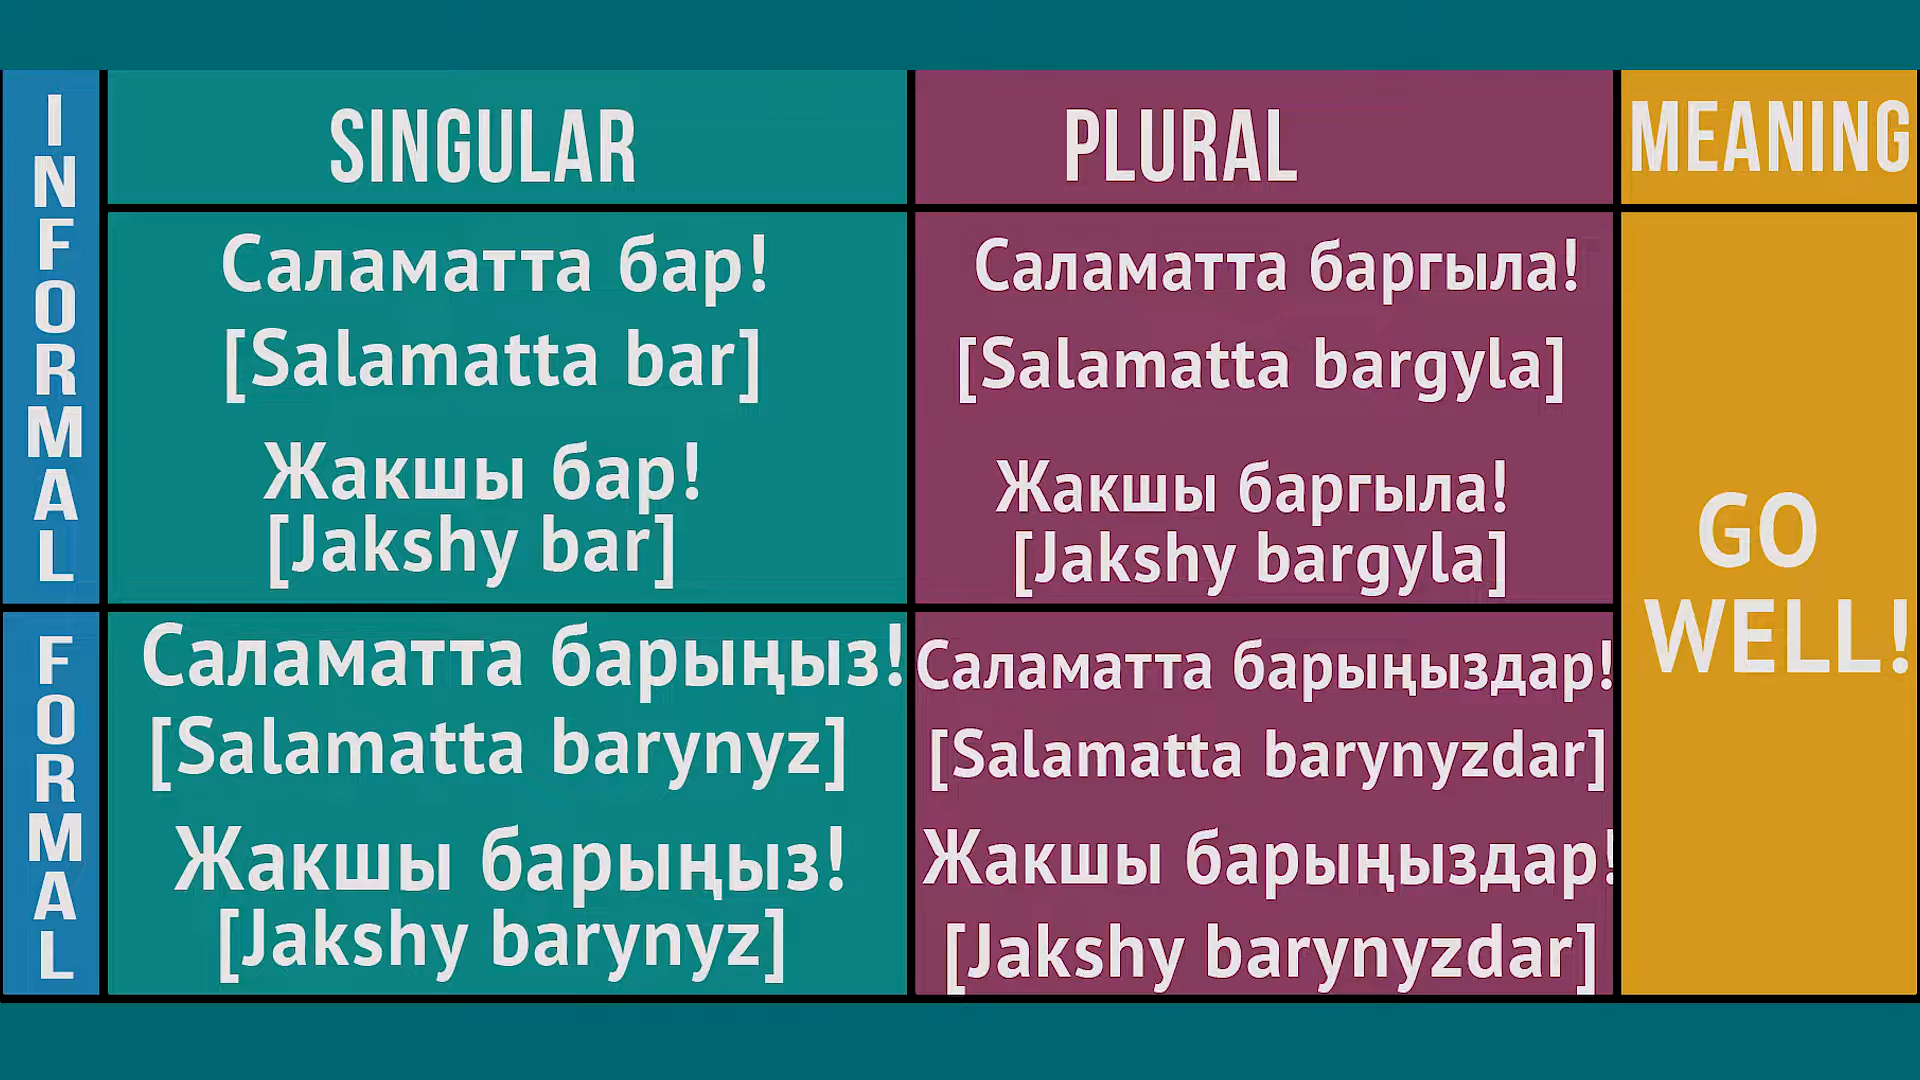 INFORMAL
SINGULAR
PLURAL
MEANING
Саламатта бар!
[Salamatta bar]
Жакшы бар!
[Jakshy bar]
Саламатта баргыла!
[Salamatta bargyla]
Жакшы баргыла!
[Jakshy bargyla]
GO
WELL!
FORMAL
Саламатта барыңыз!
[Salamatta barynyz]
Жакшы барыңыз!
[Jakshy barynyz]
Саламатта барыңыздар!
[Salamatta barynyzdar]
Жакшы барыңыздар!
[Jakshy barynyzdar]